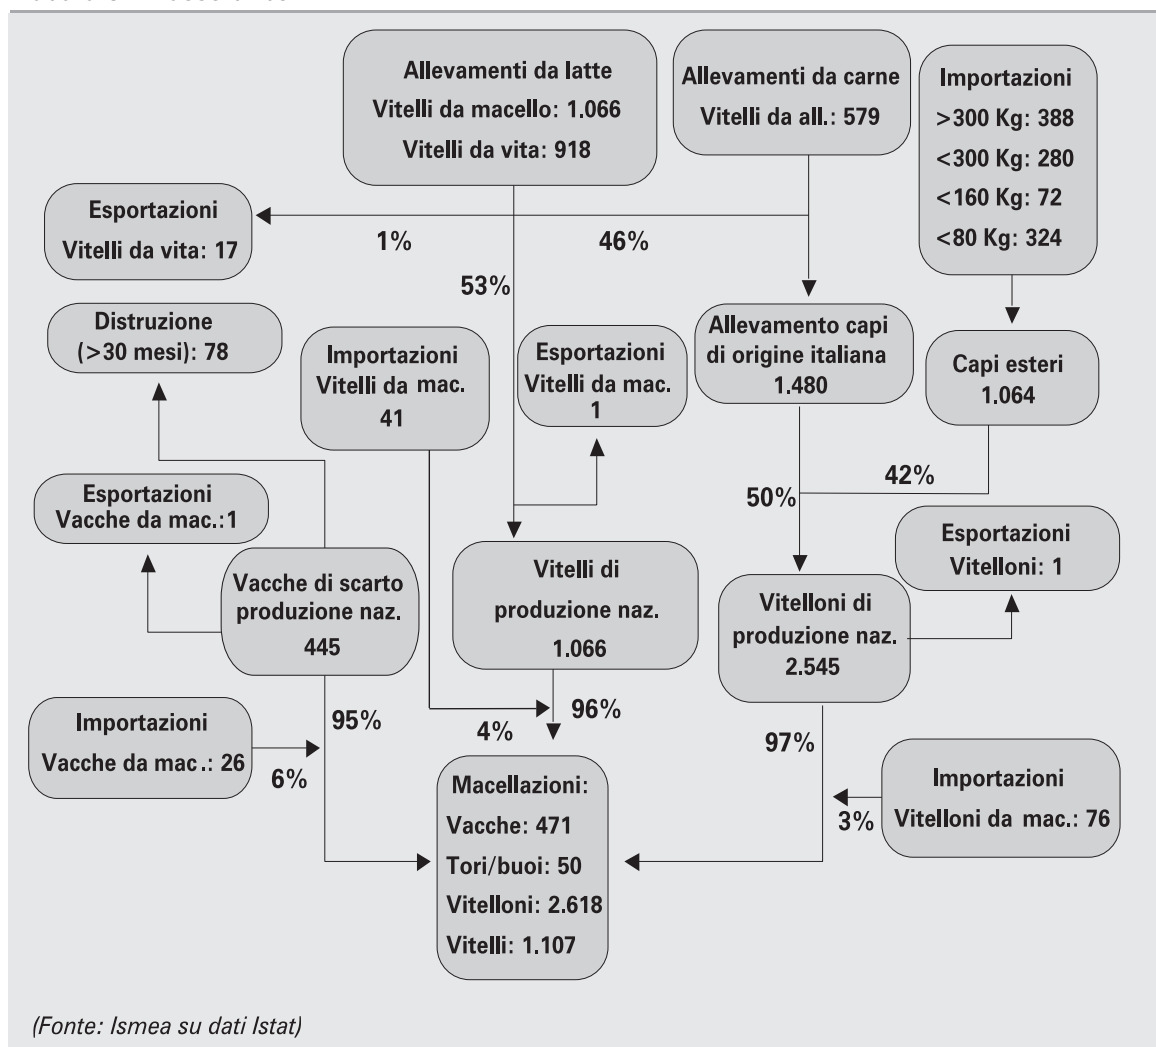 Allevamenti da latte
Vitelli da macello: 1.066
Vitelli da vita: 918
Allevamenti da carne
Vitelli da all.: 579
Importazioni
>300 Kg: 388
<300 Kg: 280
<160 Kg: 72
<80 Kg: 324
Esportazioni
Vitelli da vita: 17
1%
46%
53%
Distruzione
(>30 mesi): 78
Importazioni
Vitelli da mac.
41
Esportazioni
Vitelli da mac.
1
Allevamento capi
di origine italiana
1.480
Capi esteri
1.064
42%
50%
Esportazioni
Vacche da mac.:1
Vacche di scarto
produzione naz.
445
Vitelli di
produzione naz.
1.066
Vitelloni di
produzione naz.
2.545
Esportazioni
Vitelloni: 1
Importazioni
Vacche da mac.: 26
95%
6%
4%
96%
97%
3%
Importazioni
Vitelloni da mac.: 76
Macellazioni:
Vacche: 471
Tori/buoi: 50
Vitelloni: 2.618
Vitelli: 1.107
(Fonte: Ismea su dati Istat)